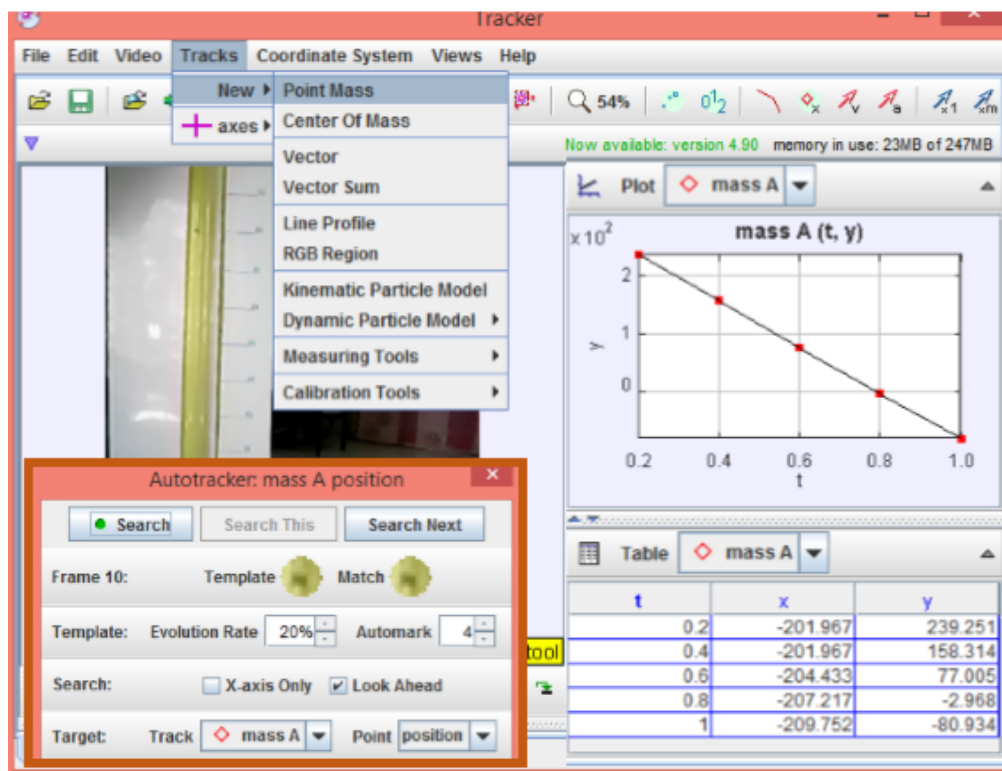 Tracker
File Edit Video Tracks Coordinate System Views Help
New Point Mass
axes Center Of Mass
Vector
Vector Sum
Line Profile
RGB Region
Kinematic Particle Model
Dynamic Particle Model
Measuring Tools
Calibration Tools
54%
Now available: version 4.90 memory in use: 23MB of 247MB
Plot mass A
mass A (t, y)
x 10²
2
1
0
y
0.2 0.4 0.6 0.8 1.0
t
Table mass A
t x y
0.2 -201.967 239.251
0.4 -201.967 158.314
0.6 -204.433 77.005
0.8 -207.217 -2.968
1 -209.752 -80.934
Autotracker: mass A position
Search Search This Search Next
Frame 10: Template Match
Template: Evolution Rate 20% Automark 4
Search: X-axis Only Look Ahead
Target: Track mass A Point position
tool